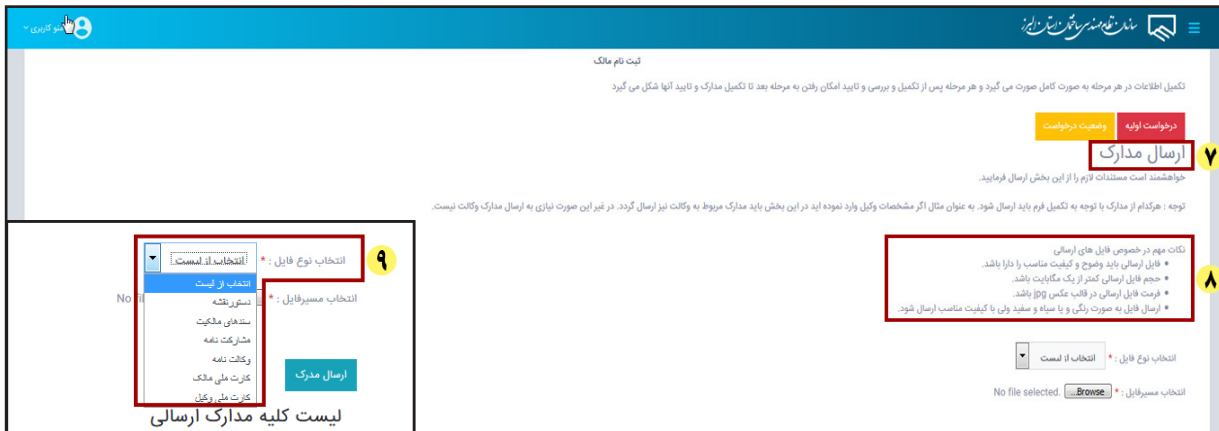 سازمان نظام مهندسی ساختمان استان البرز
منو کاربری
ثبت نام مالک
تکمیل اطلاعات در هر مرحله به صورت کامل صورت می گیرد و هر مرحله پس از تکمیل و بررسی و تایید امکان رفتن به مرحله بعد تا تکمیل مدارک و تایید آنها شکل می گیرد
درخواست اولیه وضعیت درخواست
۷ ارسال مدارک
خواهشمند است مستندات لازم را از این بخش ارسال فرمایید.
توجه : هرکدام از مدارک با توجه به تکمیل فرم باید ارسال شود. به عنوان مثال اگر مشخصات وکیل وارد نموده اید در این بخش باید مدارک مربوط به وکالت نیز ارسال گردد. در غیر این صورت نیازی به ارسال مدارک وکالت نیست.
۸ نکات مهم در خصوص فایل های ارسالی
فایل ارسالی باید وضوح و کیفیت مناسب را دارا باشد.
حجم فایل ارسالی کمتر از یک مگابایت باشد.
فرمت فایل ارسالی در قالب عکس jpg باشد.
ارسال فایل به صورت رنگی و یا سیاه و سفید ولی با کیفیت مناسب ارسال شود.
انتخاب نوع فایل : * انتخاب از لیست
انتخاب مسیرفایل : * Browse... No file selected.
۹ انتخاب نوع فایل : * انتخاب از لیست
انتخاب از لیست
دستور نقشه
سندهای مالکیت
مشارکت نامه
وکالت نامه
کارت ملی مالک
کارت ملی وکیل
انتخاب مسیرفایل : * No
ارسال مدرک
لیست کلیه مدارک ارسالی